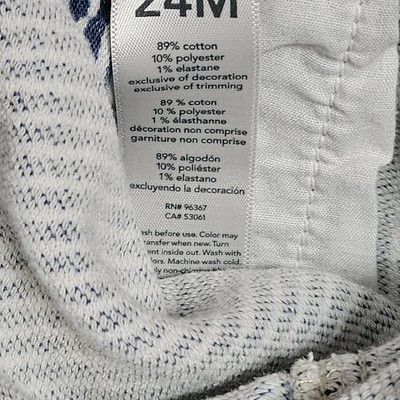 24M
89% cotton
10% polyester
1% elastane
exclusive of decoration
exclusive of trimming
89 % coton
10 % polyester
1 % élasthanne
décoration non comprise
garniture non comprise
89% algodón
10% poliéster
1% elastano
excluyendo la decoración
RN# 96367
CA# 53061
before use. Color may
when new. Turn
inside out. Wash with
Machine wash cold.